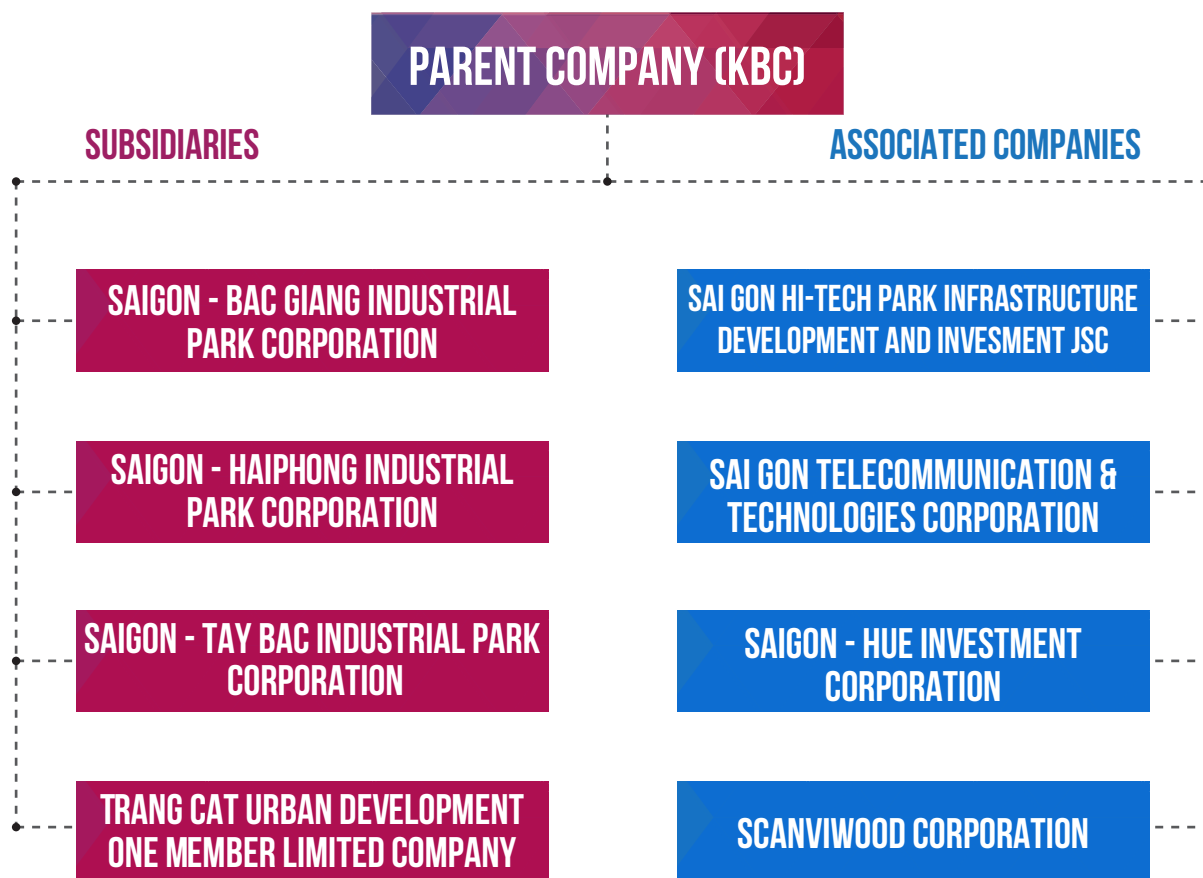 PARENT COMPANY (KBC)
SUBSIDIARIES
SAIGON - BAC GIANG INDUSTRIAL
PARK CORPORATION
SAIGON - HAIPHONG INDUSTRIAL
PARK CORPORATION
SAIGON - TAY BAC INDUSTRIAL PARK
CORPORATION
TRANG CAT URBAN DEVELOPMENT
ONE MEMBER LIMITED COMPANY
ASSOCIATED COMPANIES
SAI GON HI-TECH PARK INFRASTRUCTURE
DEVELOPMENT AND INVESMENT JSC
SAI GON TELECOMMUNICATION &
TECHNOLOGIES CORPORATION
SAIGON - HUE INVESTMENT
CORPORATION
SCANVIWOOD CORPORATION